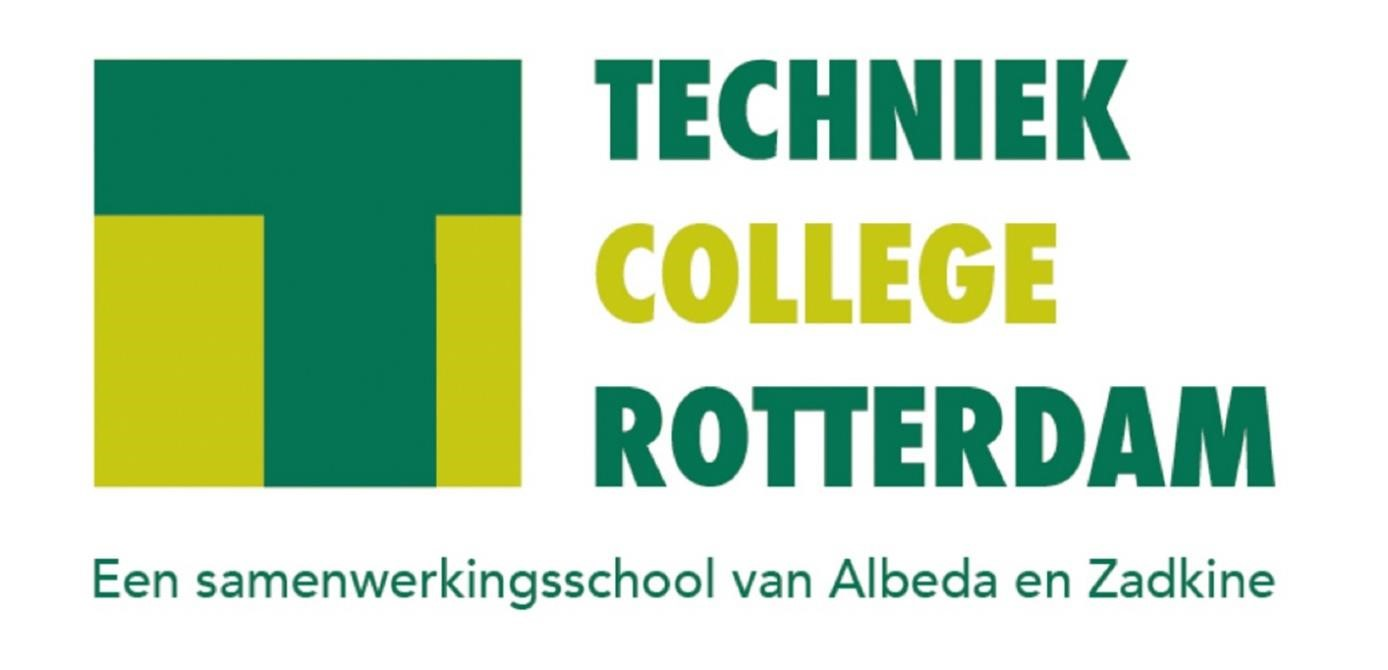 TECHNIEK
COLLEGE
ROTTERDAM
Een samenwerkingsschool van Albeda en Zadkine